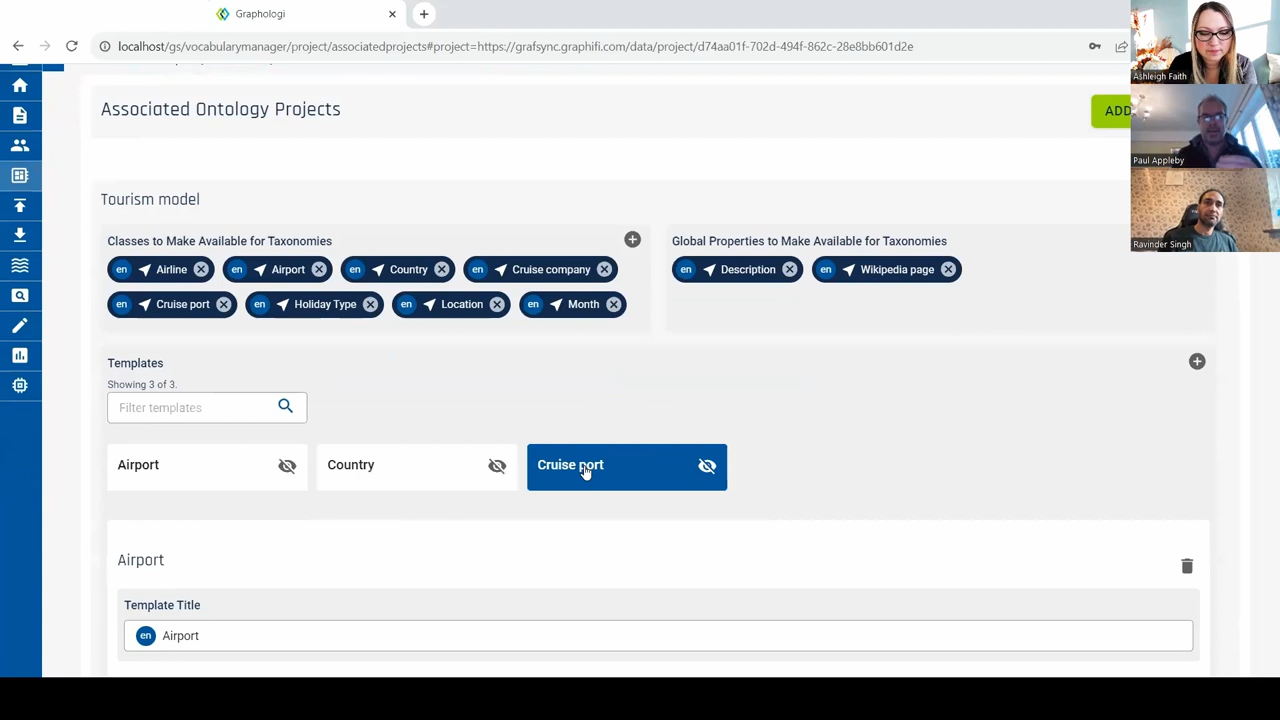 Graphologi
localhost/gs/vocabularymanager/project/associatedprojects#project=https://grafsync.graphifi.com/data/project/d74aa01f-702d-494f-862c-28e8bb601d2e
Ashleigh Faith
Associated Ontology Projects
ADD
Paul Appleby
Tourism model
Classes to Make Available for Taxonomies
Global Properties to Make Available for Taxonomies
Ravinder Singh
en Airline en Airport en Country en Cruise company
en Description en Wikipedia page
en Cruise port en Holiday Type en Location en Month
Templates
Showing 3 of 3.
Filter templates
Airport Country Cruise port
Airport
Template Title
en Airport